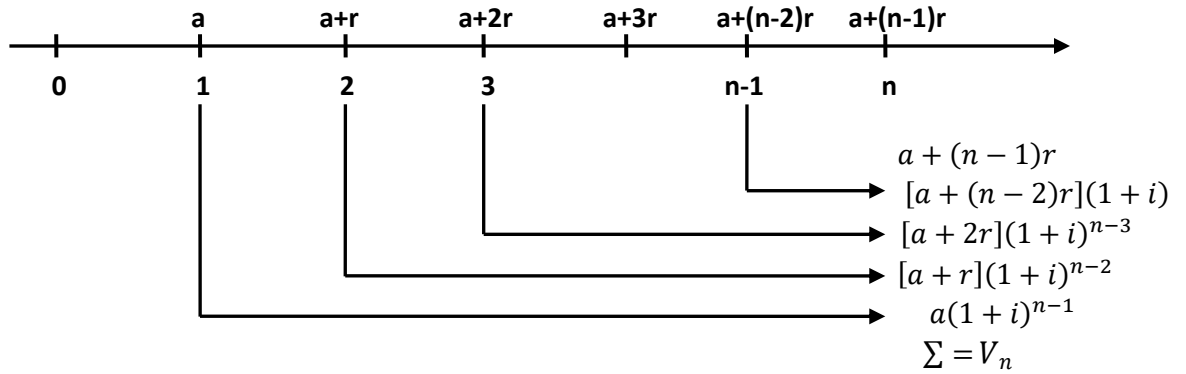 a a+r a+2r a+3r a+(n-2)r a+(n-1)r
0 1 2 3 n-1 n
a + (n − 1)r
[a + (n − 2)r](1 + i)
[a + 2r](1 + i)^{n−3}
[a + r](1 + i)^{n−2}
a(1 + i)^{n−1}
∑ = V_n